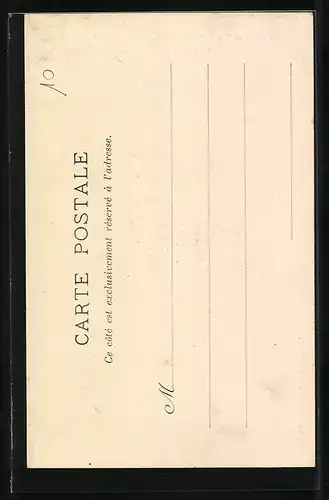 10
CARTE POSTALE
Ce côté est exclusivement réservé à l'adresse.
M